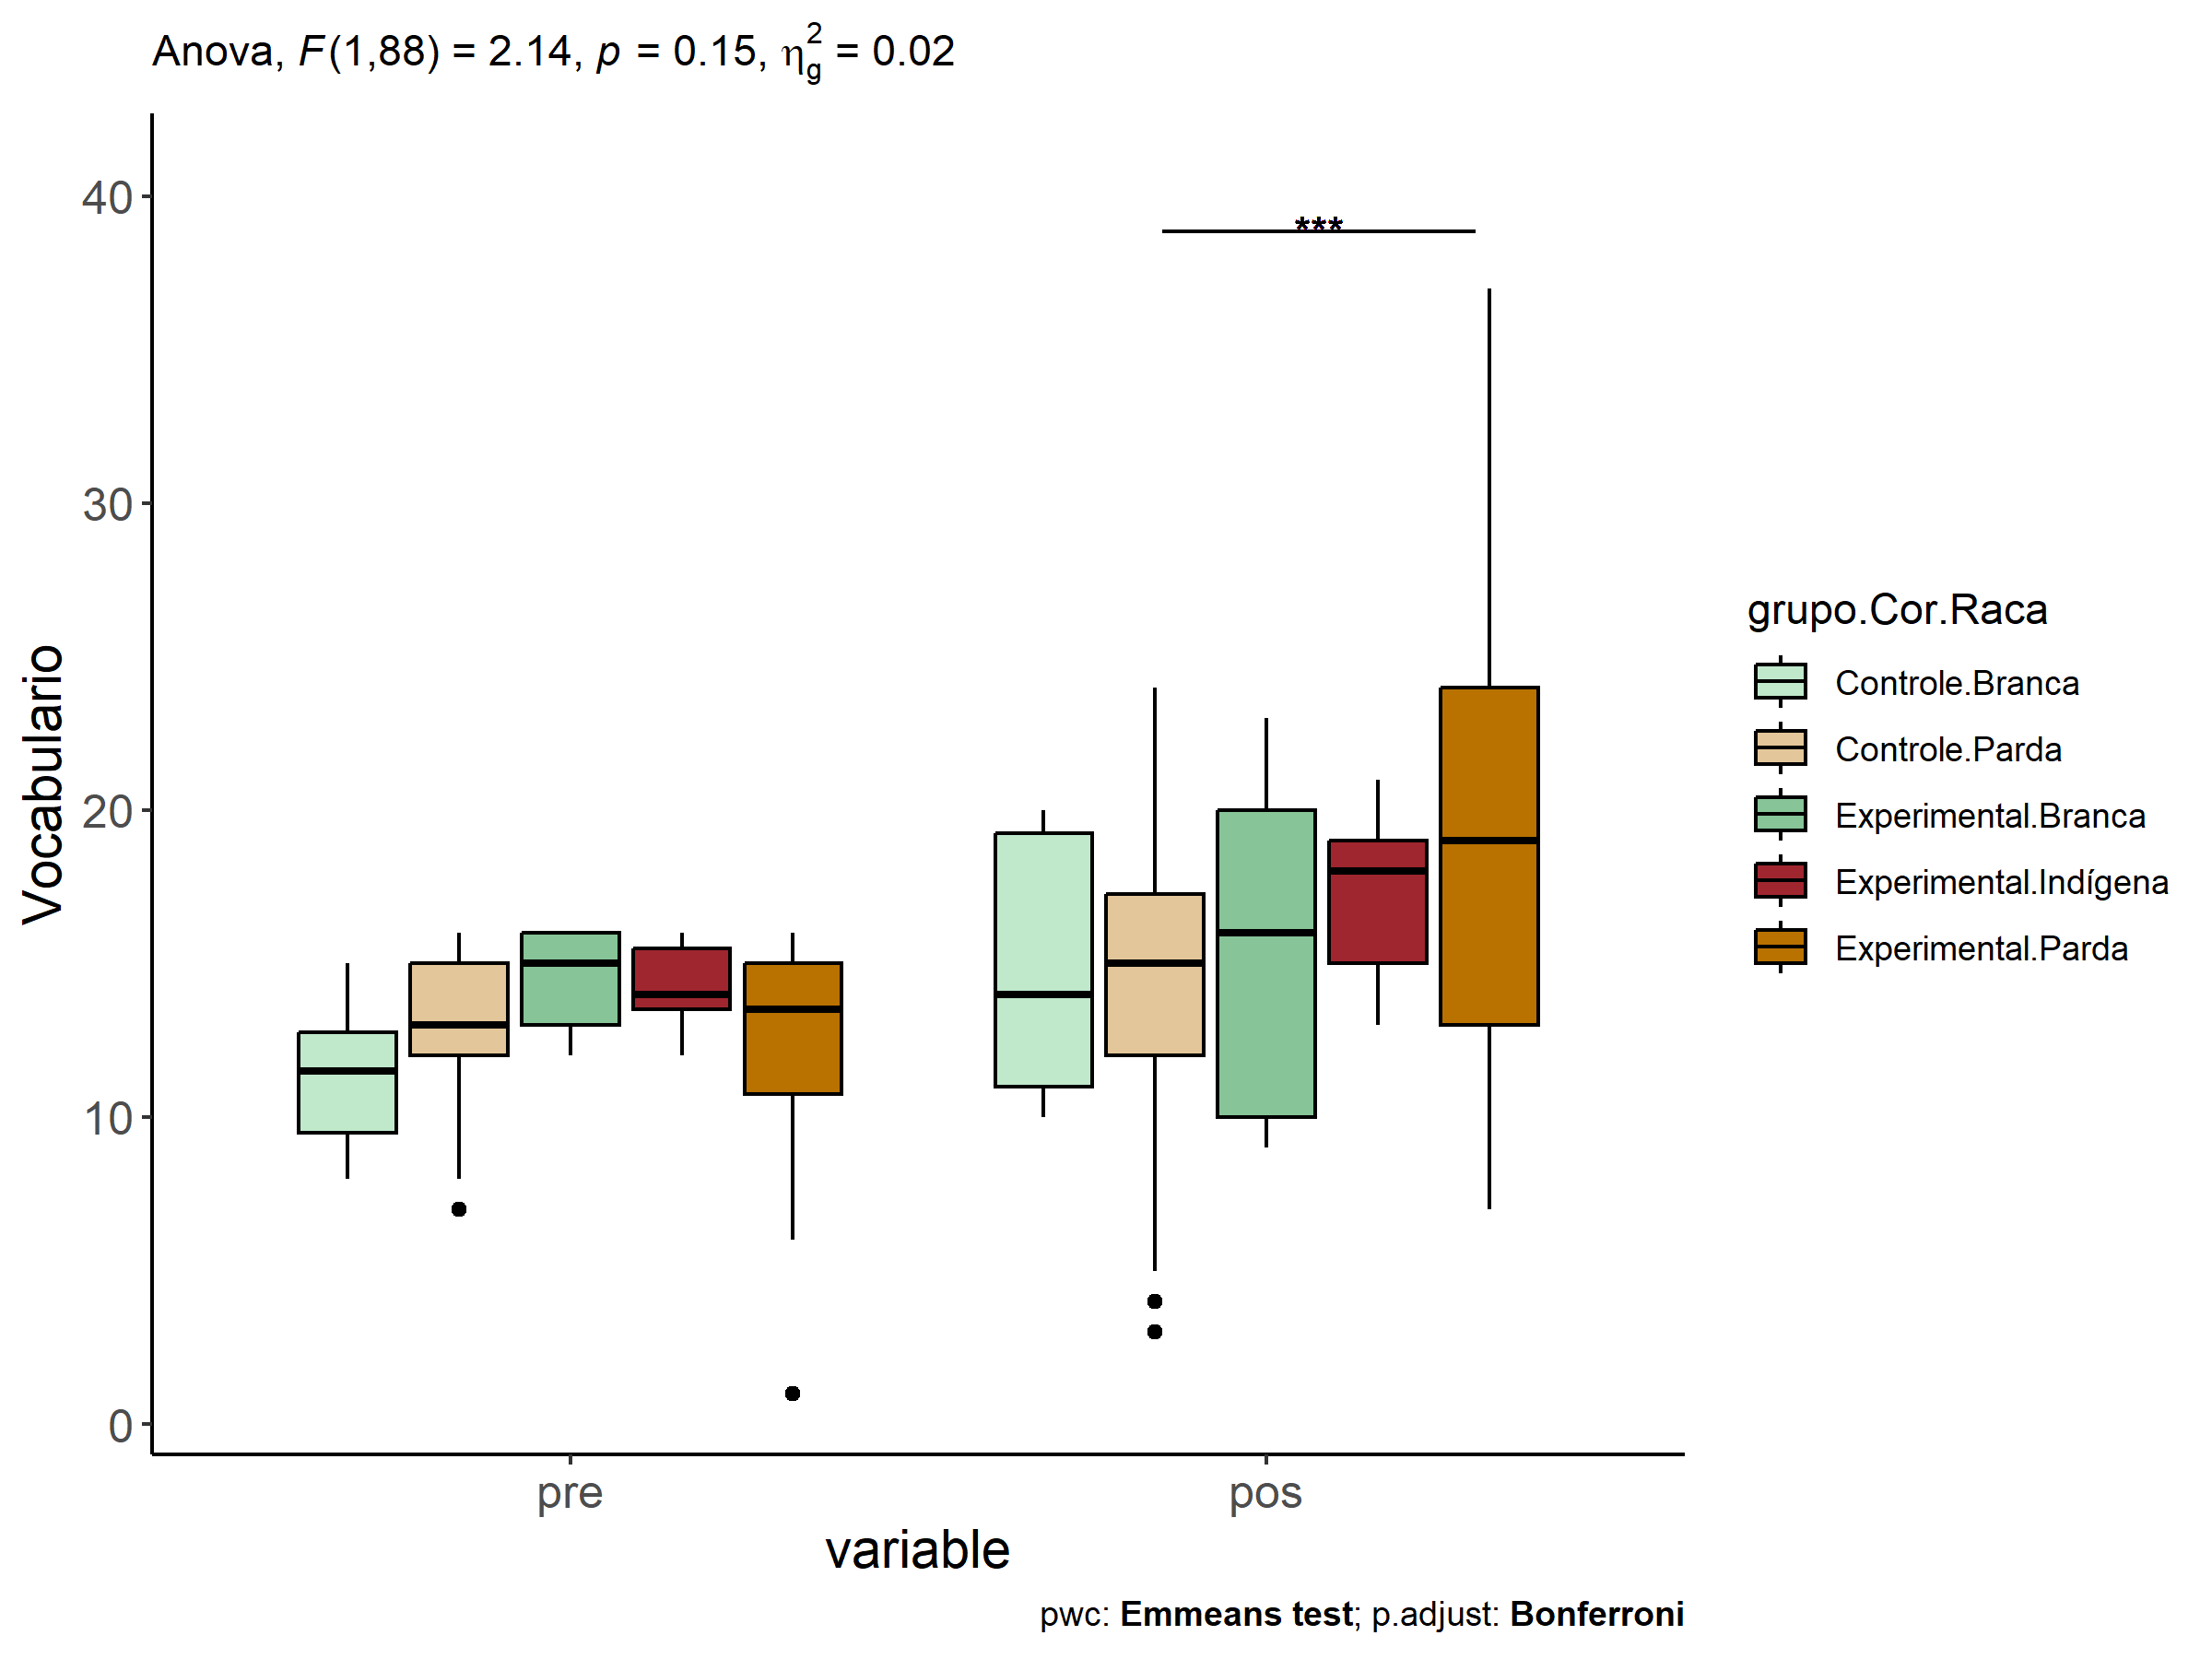 Anova, F(1,88) = 2.14, p = 0.15, η²g = 0.02
40
30
20
10
0
Vocabulario
***
pre
pos
variable
grupo.Cor.Raca
Controle.Branca
Controle.Parda
Experimental.Branca
Experimental.Indígena
Experimental.Parda
pwc: Emmeans test; p.adjust: Bonferroni